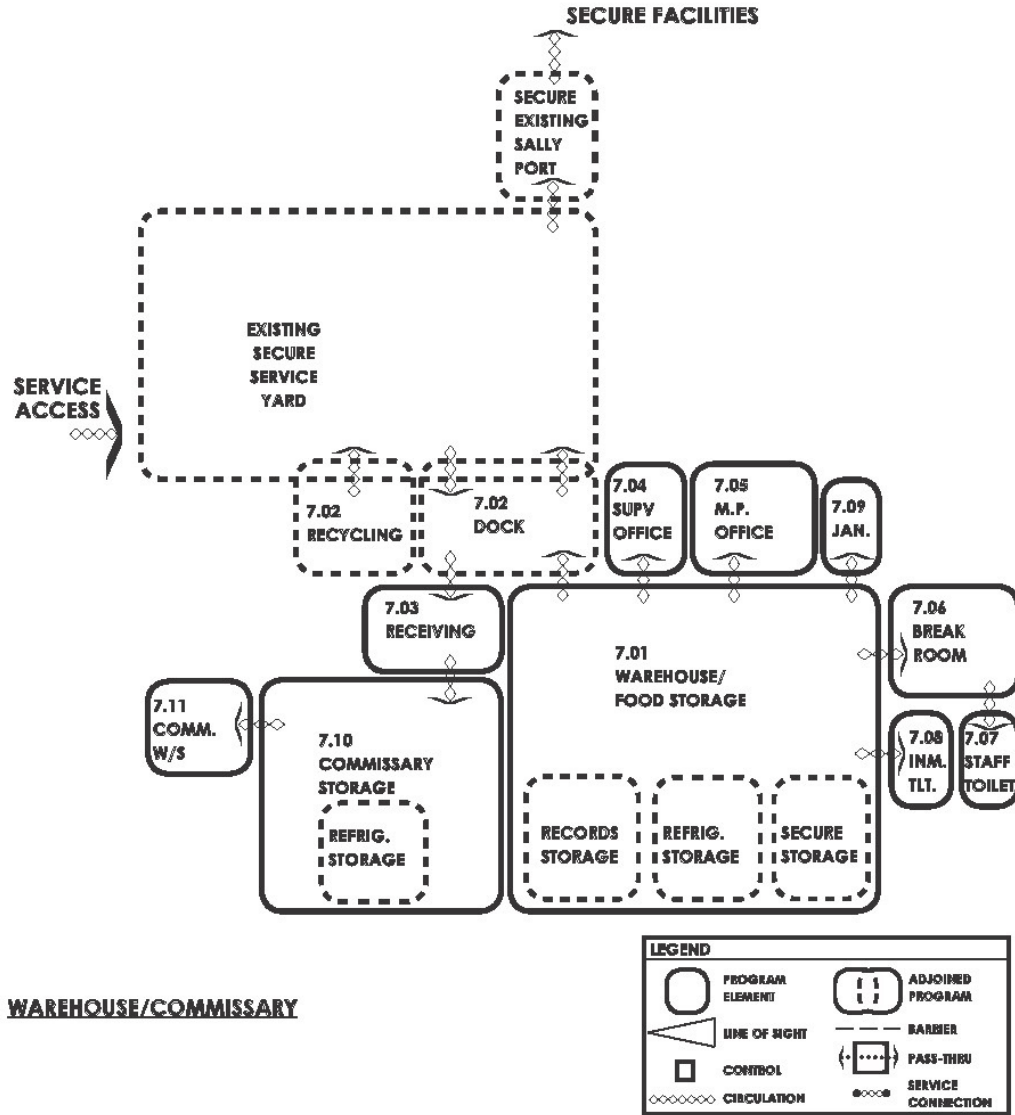 SECURE FACILITIES
SECURE
EXISTING
SALLY
PORT
EXISTING
SECURE
SERVICE
YARD
SERVICE
ACCESS
7.02
RECYCLING
7.02
DOCK
7.04
SUPV
OFFICE
7.05
M.P.
OFFICE
7.09
JAN.
7.03
RECEIVING
7.01
WAREHOUSE/
FOOD STORAGE
7.06
BREAK
ROOM
7.11
COMM.
W/S
7.10
COMMISSARY
STORAGE
REFRIG.
STORAGE
7.08
INM.
TLT.
7.07
STAFF
TOILET
RECORDS
STORAGE
REFRIG.
STORAGE
SECURE
STORAGE
WAREHOUSE/COMMISSARY
LEGEND
PROGRAM
ELEMENT
ADJOINED
PROGRAM
LINE OF SIGHT
BARRIER
CONTROL
PASS-THRU
CIRCULATION
SERVICE
CONNECTION